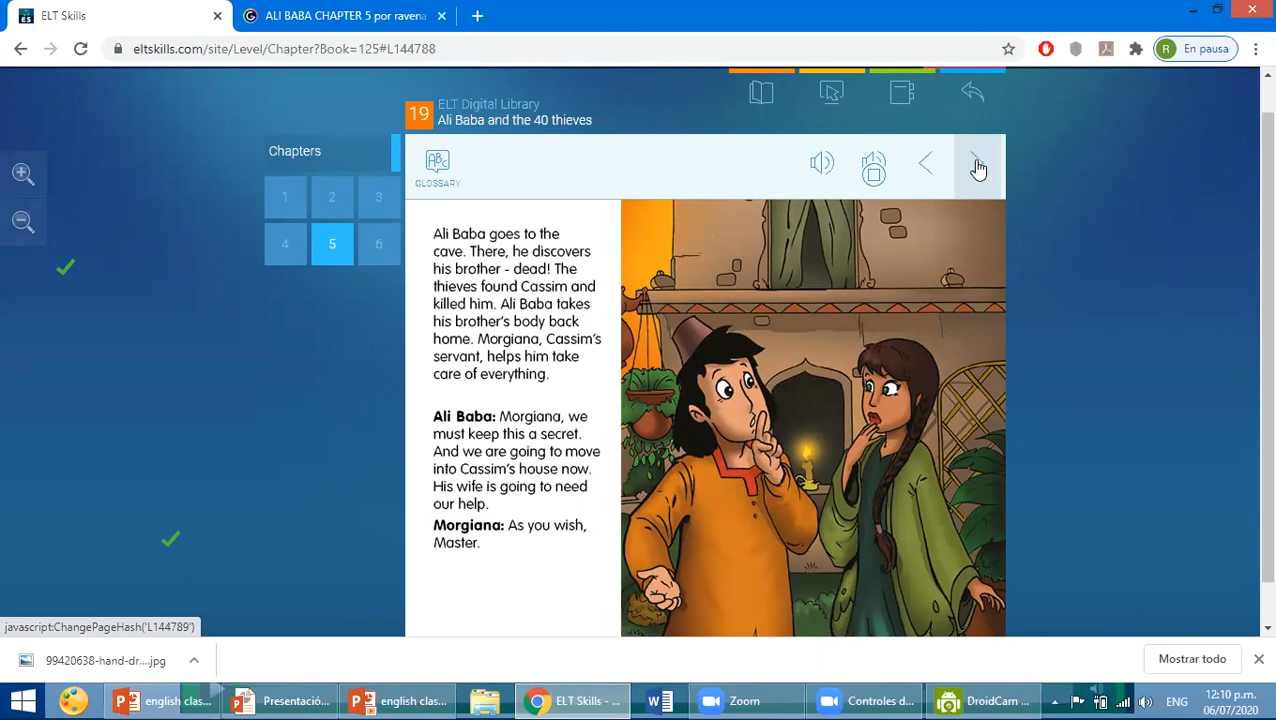 ELT Skills
ALI BABA CHAPTER 5 por ravena
eltskills.com/site/Level/Chapter?Book=125#L144788
R
En pausa
19
ELT Digital Library
Ali Baba and the 40 thieves
Chapters
ABC
GLOSSARY
1
2
3
4
5
6
Ali Baba goes to the
cave. There, he discovers
his brother - dead! The
thieves found Cassim and
killed him. Ali Baba takes
his brother's body back
home. Morgiana, Cassim's
servant, helps him take
care of everything.
Ali Baba: Morgiana, we
must keep this a secret.
And we are going to move
into Cassim's house now.
His wife is going to need
our help.
Morgiana: As you wish,
Master.
javascript:ChangePageHash('L144789')
99420638-hand-dr....jpg
Mostrar todo
english clas...
Presentació...
english clas...
ELT Skills - ...
Zoom
Controles d...
DroidCam ...
ENG
12:10 p.m.
06/07/2020